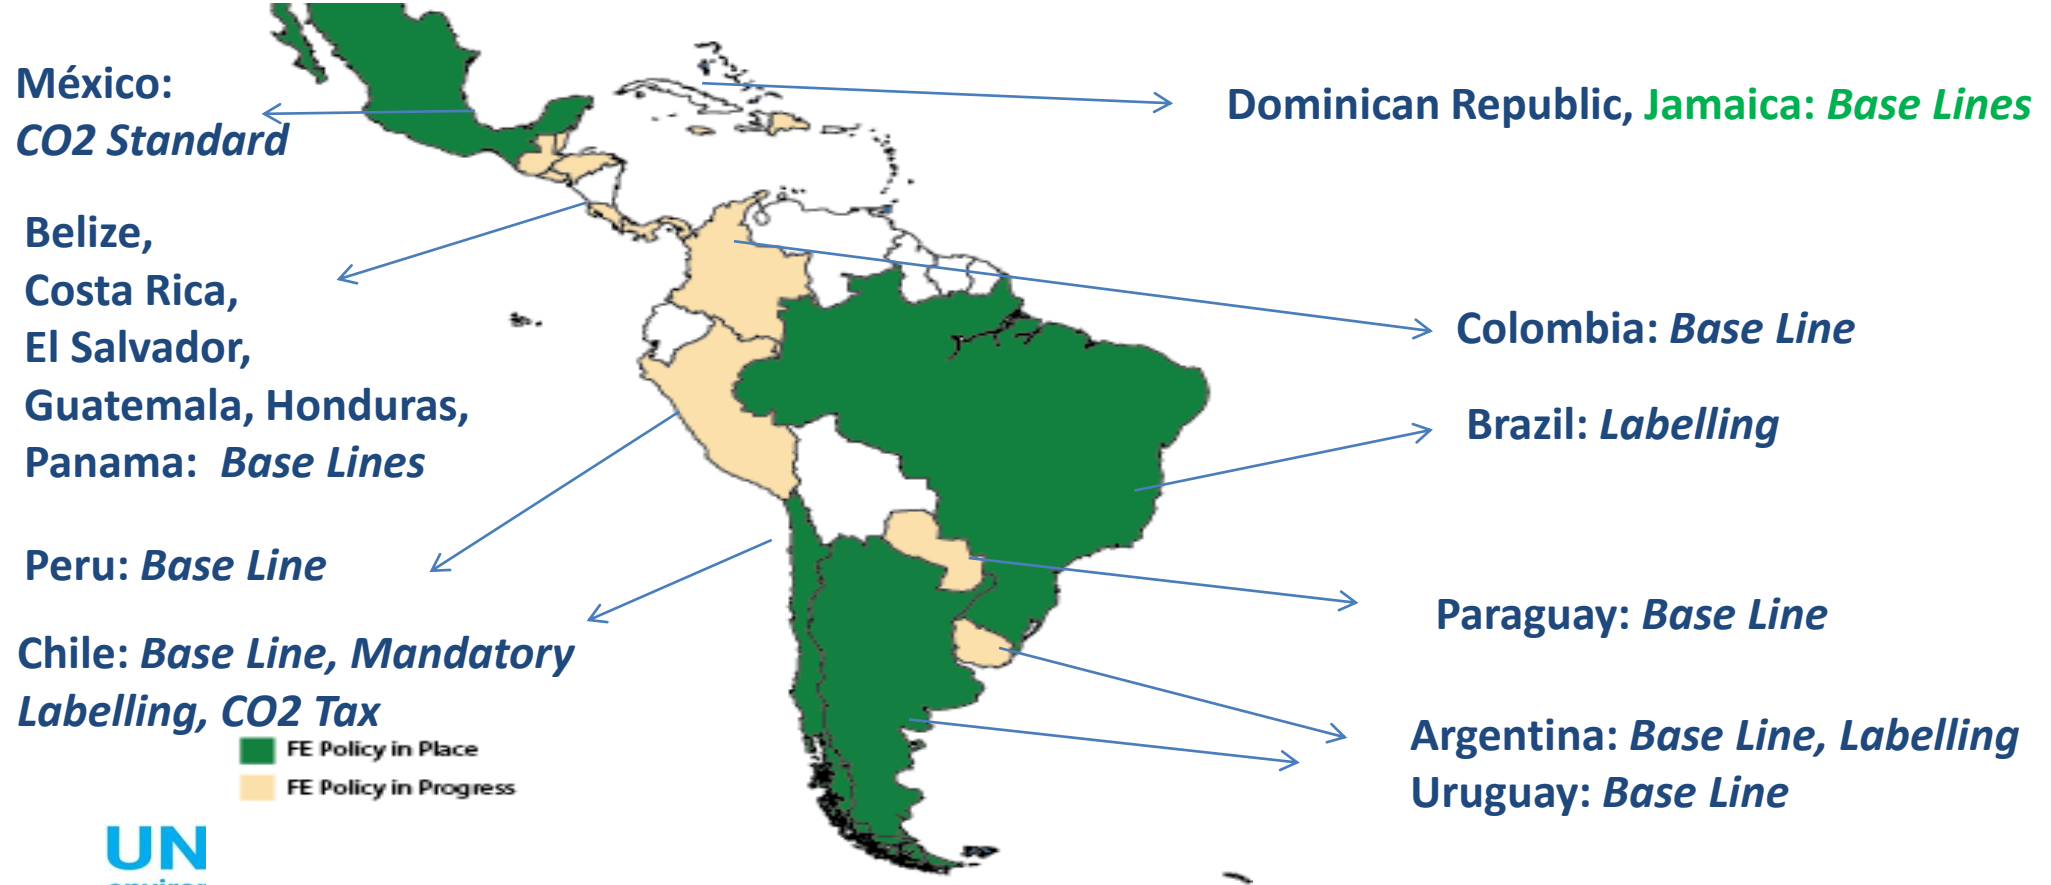 México:
CO2 Standard
Dominican Republic, Jamaica: Base Lines
Belize,
Costa Rica,
El Salvador,
Guatemala, Honduras,
Panama: Base Lines
Colombia: Base Line
Brazil: Labelling
Peru: Base Line
Paraguay: Base Line
Chile: Base Line, Mandatory
Labelling, CO2 Tax
Argentina: Base Line, Labelling
Uruguay: Base Line
FE Policy in Place
FE Policy in Progress
UN